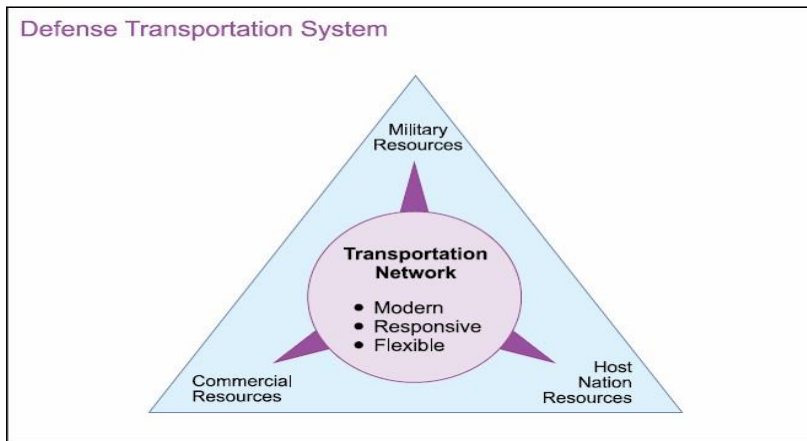 Defense Transportation System
Military
Resources
Transportation
Network
• Modern
• Responsive
• Flexible
Commercial
Resources
Host
Nation
Resources